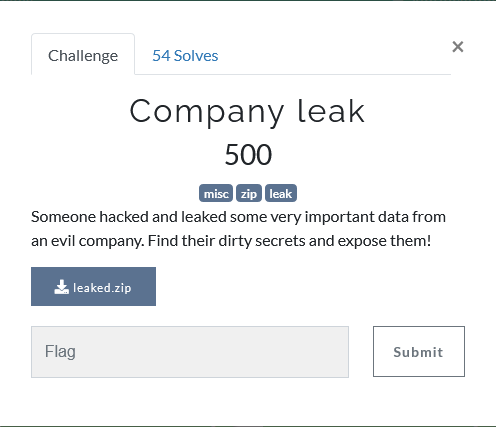 Challenge
54 Solves
×
Company leak
500
misc zip leak
Someone hacked and leaked some very important data from
an evil company. Find their dirty secrets and expose them!
leaked.zip
Flag
Submit